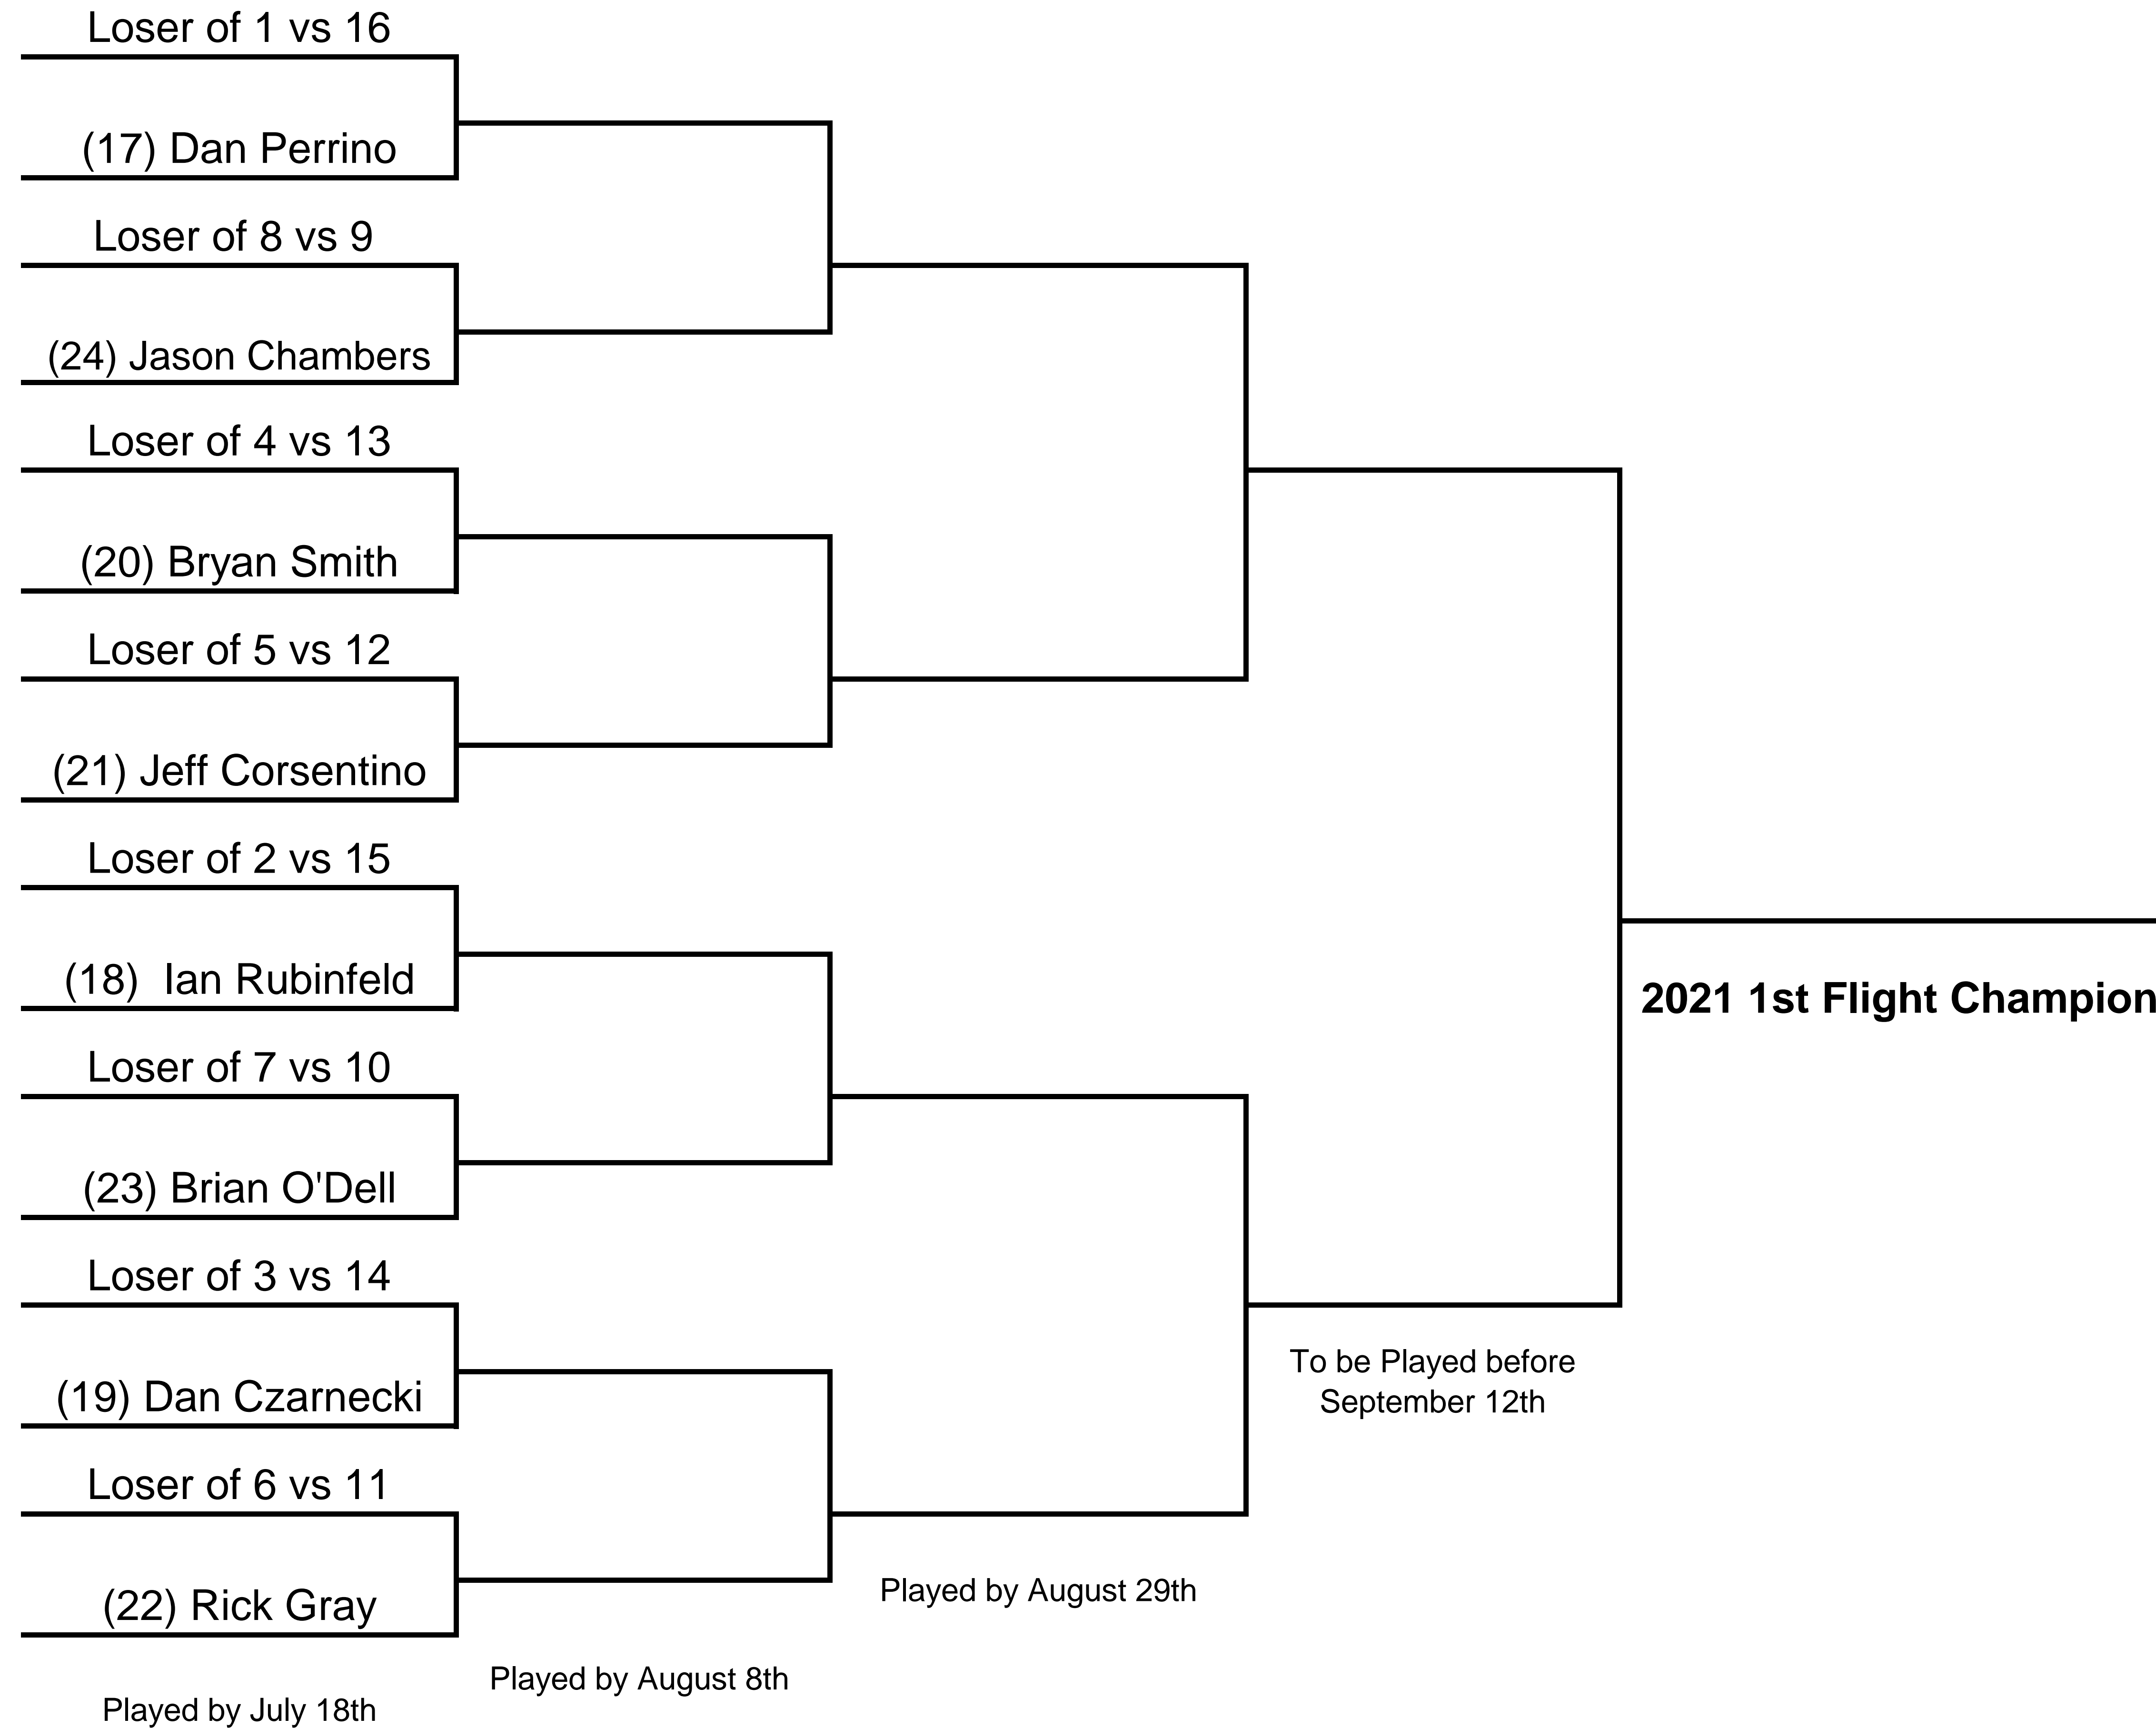 Loser of 1 vs 16
(17) Dan Perrino
Loser of 8 vs 9
(24) Jason Chambers
Loser of 4 vs 13
(20) Bryan Smith
Loser of 5 vs 12
(21) Jeff Corsentino
Loser of 2 vs 15
(18)  Ian Rubinfeld
Loser of 7 vs 10
(23) Brian O'Dell
Loser of 3 vs 14
(19) Dan Czarnecki
Loser of 6 vs 11
(22) Rick Gray
Played by July 18th
Played by August 8th
Played by August 29th
To be Played before
September 12th
2021 1st Flight Champion